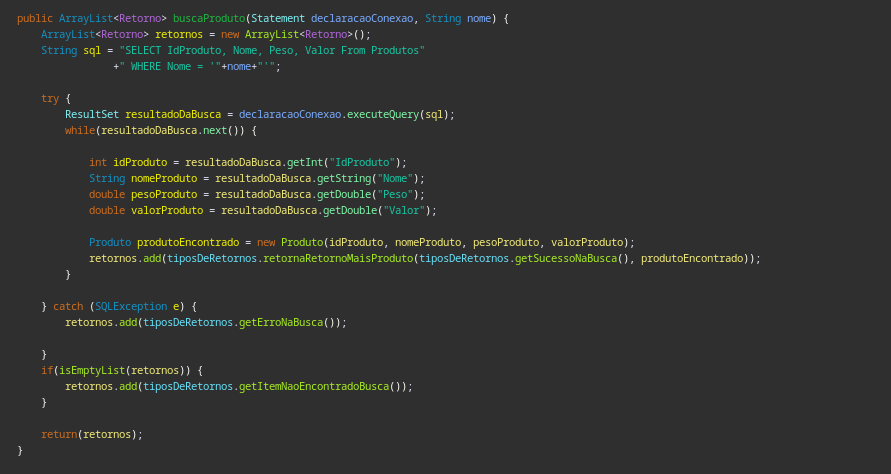 public ArrayList<Retorno> buscaProduto(Statement declaracaoConexao, String nome) {
    ArrayList<Retorno> retornos = new ArrayList<Retorno>();
    String sql = "SELECT IdProduto, Nome, Peso, Valor From Produtos"
                +" WHERE Nome = '"+nome+"'";
    try {
        ResultSet resultadoDaBusca = declaracaoConexao.executeQuery(sql);
        while(resultadoDaBusca.next()) {
            int idProduto = resultadoDaBusca.getInt("IdProduto");
            String nomeProduto = resultadoDaBusca.getString("Nome");
            double pesoProduto = resultadoDaBusca.getDouble("Peso");
            double valorProduto = resultadoDaBusca.getDouble("Valor");
            Produto produtoEncontrado = new Produto(idProduto, nomeProduto, pesoProduto, valorProduto);
            retornos.add(tiposDeRetornos.retornaRetornoMaisProduto(tiposDeRetornos.getSucessoNaBusca(), produtoEncontrado));
        }
    } catch (SQLException e) {
        retornos.add(tiposDeRetornos.getErroNaBusca());
    }
    if(isEmptyList(retornos)) {
        retornos.add(tiposDeRetornos.getItemNaoEncontradoBusca());
    }
    return(retornos);
}